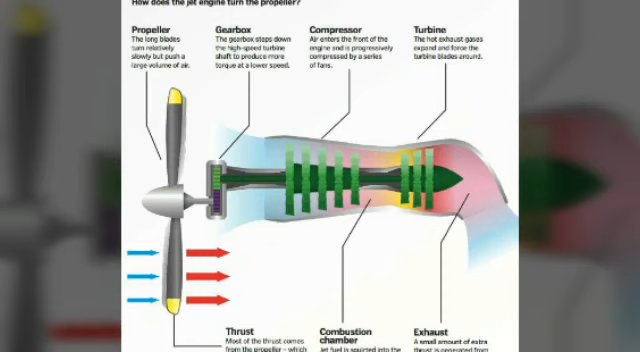 How does the jet engine turn the propeller?
Propeller
The long blades
turn relatively
slowly but push a
large volume of air.
Gearbox
The gearbox steps down
the high-speed turbine
shaft to produce more
torque at a lower speed.
Compressor
Air enters the front of the
engine and is progressively
compressed by a series
of fans.
Turbine
The hot exhaust gases
expand and force the
turbine blades around.
Thrust
Most of the thrust comes
from the propeller – which
Combustion
chamber
Jet fuel is squirted into the
Exhaust
A small amount of extra
thrust is generated from